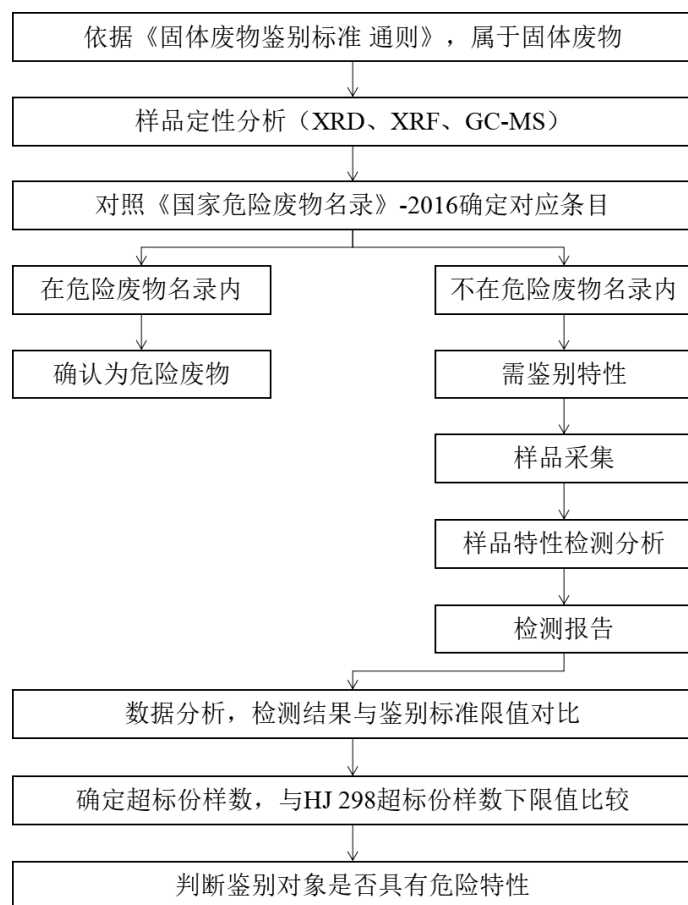 依据《固体废物鉴别标准 通则》，属于固体废物
样品定性分析（XRD、XRF、GC-MS）
对照《国家危险废物名录》-2016确定对应条目
在危险废物名录内
不在危险废物名录内
确认为危险废物
需鉴别特性
样品采集
样品特性检测分析
检测报告
数据分析，检测结果与鉴别标准限值对比
确定超标份样数，与HJ 298超标份样数下限值比较
判断鉴别对象是否具有危险特性